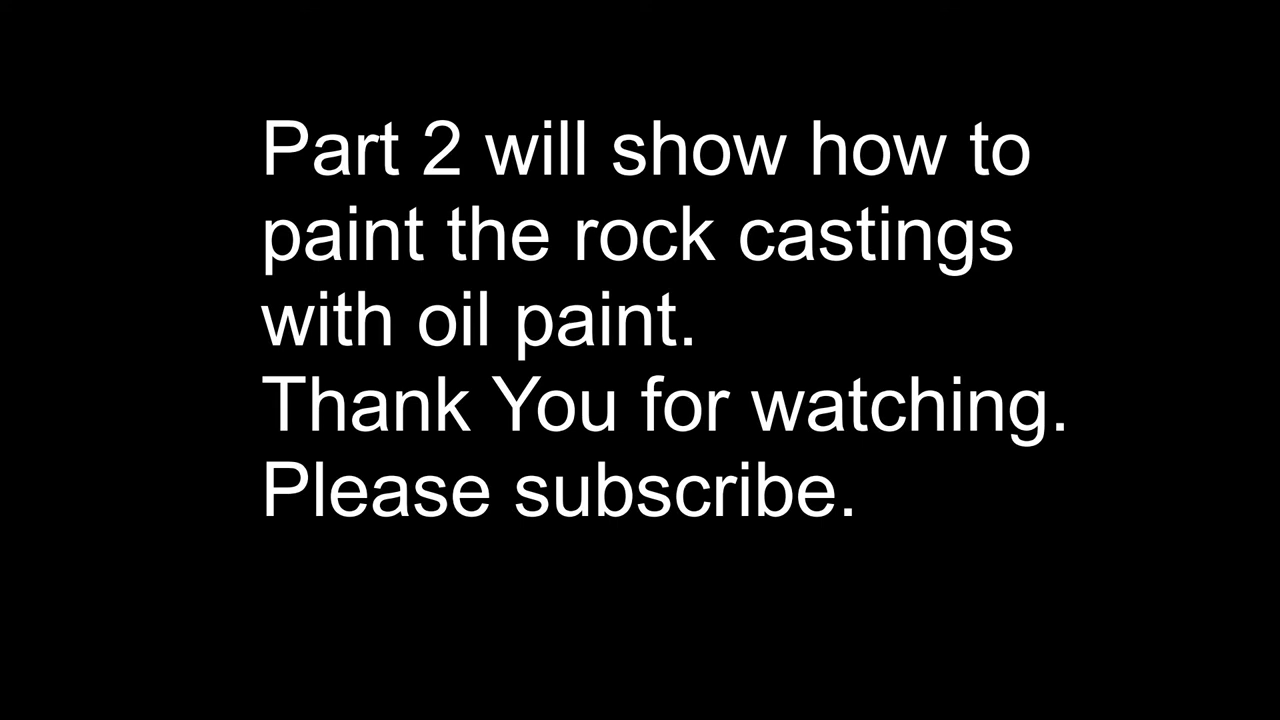 Part 2 will show how to
paint the rock castings
with oil paint.
Thank You for watching.
Please subscribe.